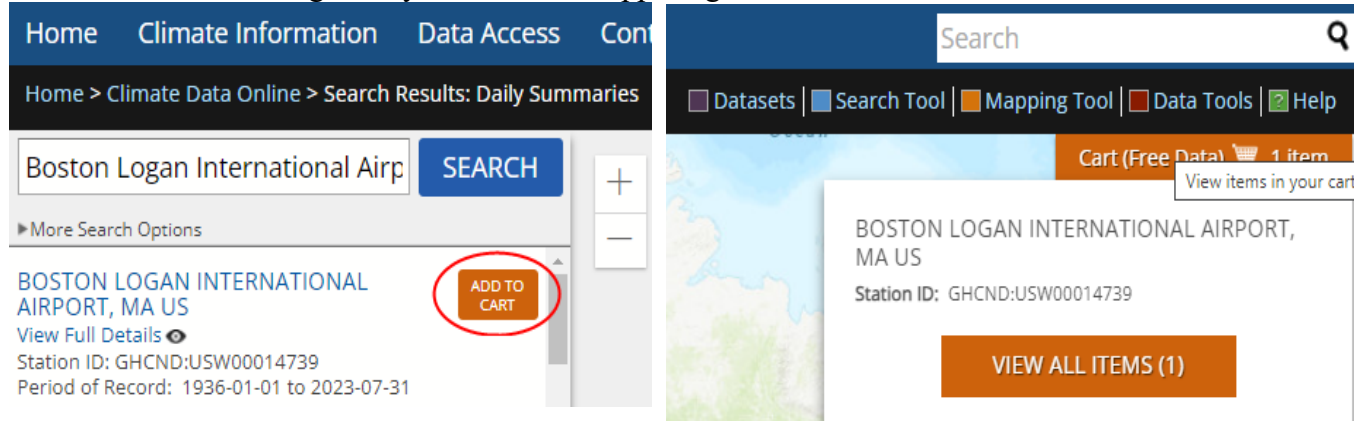 Home Climate Information Data Access
Home > Climate Data Online > Search Results: Daily Summaries
Boston Logan International Airp
SEARCH
+
−
▶More Search Options
BOSTON LOGAN INTERNATIONAL
AIRPORT, MA US
ADD TO
CART
View Full Details
Station ID: GHCND:USW00014739
Period of Record: 1936-01-01 to 2023-07-31
Search
Datasets | Search Tool | Mapping Tool | Data Tools | ? Help
Cart (Free Data) 1 item
View items in your cart
BOSTON LOGAN INTERNATIONAL AIRPORT,
MA US
Station ID: GHCND:USW00014739
VIEW ALL ITEMS (1)